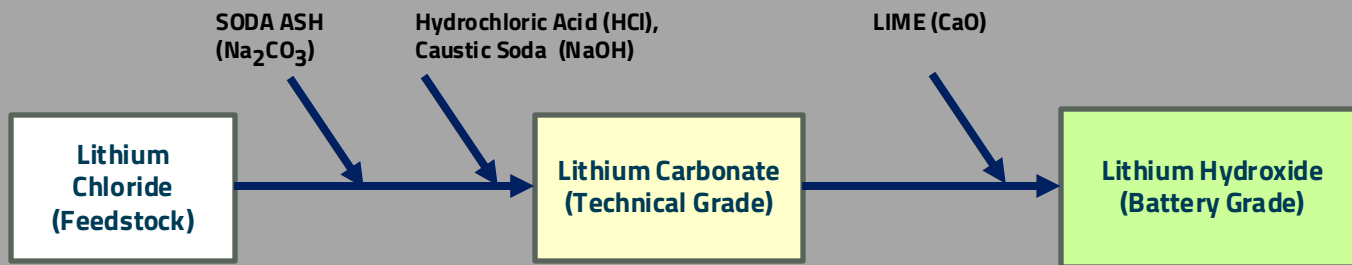 SODA ASH
(Na₂CO₃)
Hydrochloric Acid (HCl),
Caustic Soda (NaOH)
LIME (CaO)
Lithium
Chloride
(Feedstock)
Lithium Carbonate
(Technical Grade)
Lithium Hydroxide
(Battery Grade)